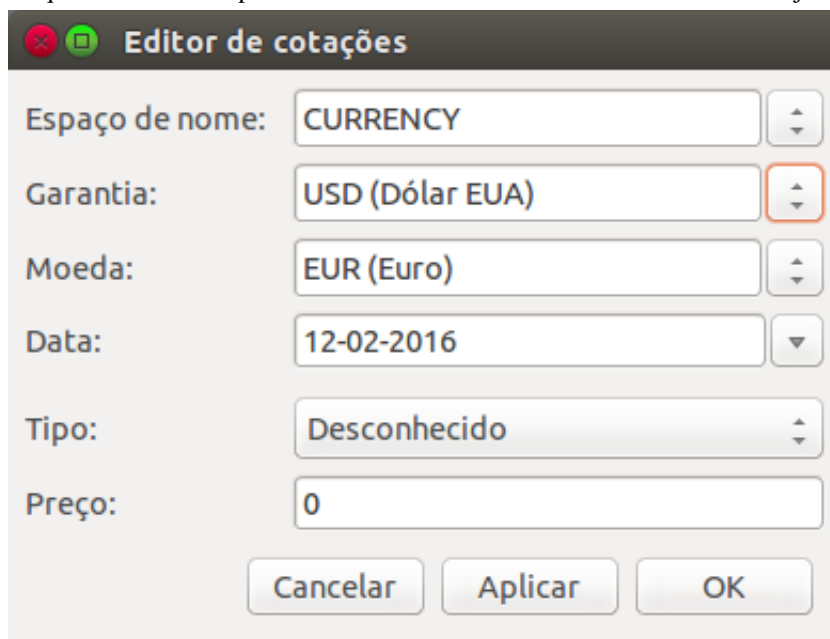 Editor de cotações
Espaço de nome: CURRENCY
Garantia: USD (Dólar EUA)
Moeda: EUR (Euro)
Data: 12-02-2016
Tipo: Desconhecido
Preço: 0
Cancelar Aplicar OK